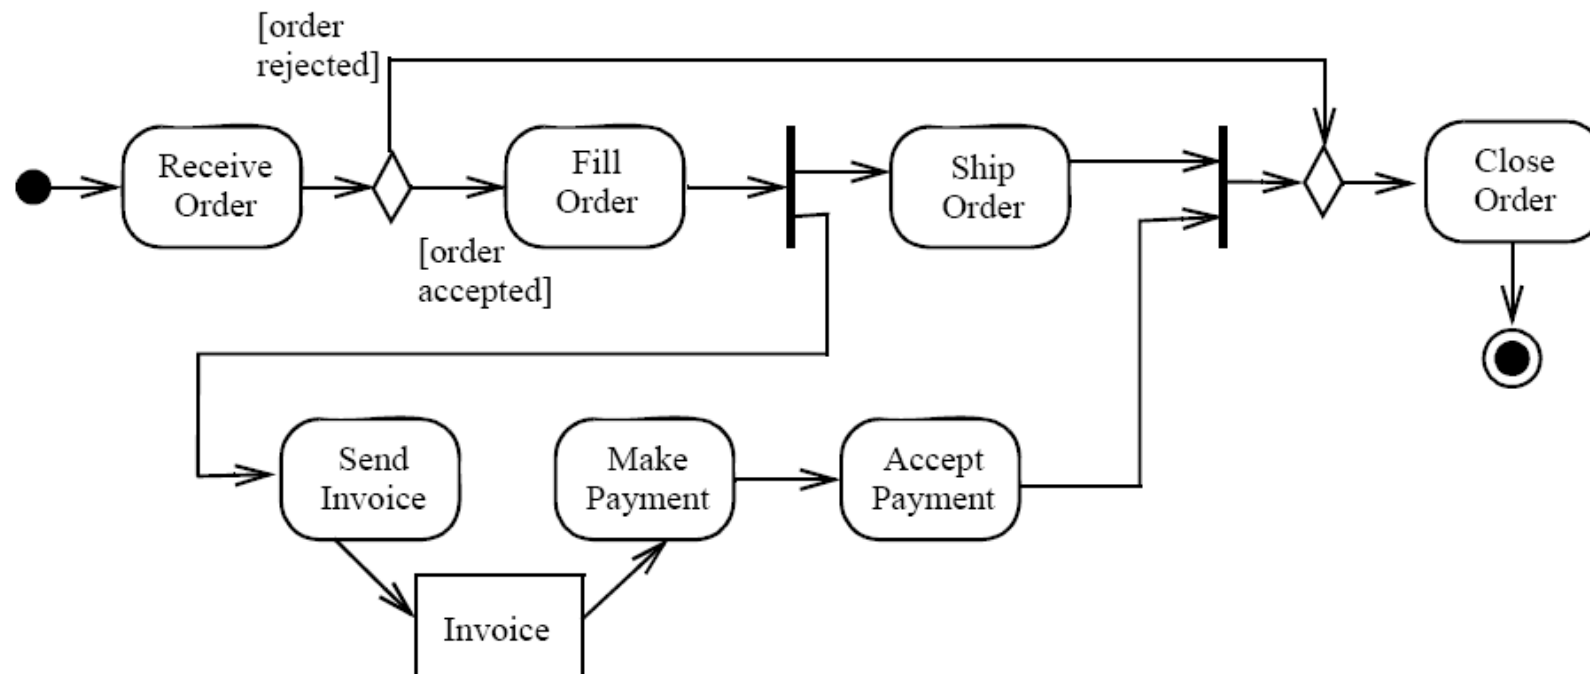 [order
rejected]
Receive
Order
Fill
Order
[order
accepted]
Ship
Order
Close
Order
Send
Invoice
Make
Payment
Accept
Payment
Invoice